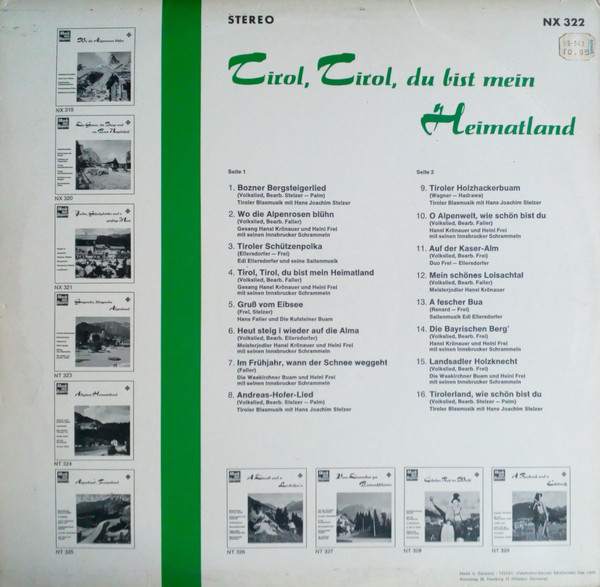 STEREO
NX 322
Tirol, Tirol, du bist mein
Heimatland
Seite 1
1. Bozner Bergsteigerlied
(Volkslied, Bearb. Stelzer — Palm)
Tiroler Blasmusik mit Hans Joachim Stelzer
2. Wo die Alpenrosen blühn
(Volkslied, Bearb. Faller)
Gesang Hansl Krönauer und Heini Frei
mit seinen Innsbrucker Schrammeln
3. Tiroler Schützenpolka
(Ellersdorfer — Frei)
Edi Ellersdorfer und seine Saitenmusik
4. Tirol, Tirol, du bist mein Heimatland
(Volkslied, Bearb. Faller)
Gesang Hansl Krönauer und Heini Frei
mit seinen Innsbrucker Schrammeln
5. Gruß vom Eibsee
(Frei, Stelzer)
Hans Faller und Die Kufsteiner Buam
6. Heut steig i wieder auf die Alma
(Volkslied, Bearb. Ellersdorfer)
Meisterjodler Hansl Krönauer und Heini Frei
mit seinen Innsbrucker Schrammeln
7. Im Frühjahr, wann der Schnee weggeht
(Faller)
Die Waakirchner Buam und Heini Frei
mit seinen Innsbrucker Schrammeln
8. Andreas-Hofer-Lied
(Volkslied, Bearb. Stelzer — Palm)
Tiroler Blasmusik mit Hans Joachim Stelzer
Seite 2
9. Tiroler Holzhackerbuam
(Wagner — Hadrawa)
Tiroler Blasmusik mit Hans Joachim Stelzer
10. O Alpenwelt, wie schön bist du
(Volkslied, Bearb. Faller)
Hansl Krönauer und Heini Frei
mit seinen Innsbrucker Schrammeln
11. Auf der Kaser-Alm
(Volkslied, Bearb. Frei)
Duo Frei — Ellersdorfer
12. Mein schönes Loisachtal
(Volkslied, Bearb. Faller)
Meisterjodler Hansl Krönauer
13. A fescher Bua
(Renard — Frei)
Saitenmusik Edi Ellersdorfer
14. Die Bayrischen Berg'
(Volkslied, Bearb. Frei)
Hansl Krönauer und Heini Frei
mit seinen Innsbrucker Schrammeln
15. Landsadler Holzknecht
(Volkslied, Bearb. Frei)
Die Waakirchner Buam und Heini Frei
mit seinen Innsbrucker Schrammeln
16. Tirolerland, wie schön bist du
(Volkslied, Bearb. Stelzer — Palm)
Tiroler Blasmusik mit Hans Joachim Stelzer
Wo die Alpenrosen blühn
NX 319
NX 320
NX 321
NT 323
NT 324
NT 325
NT 326
NT 327
NT 328
NT 329